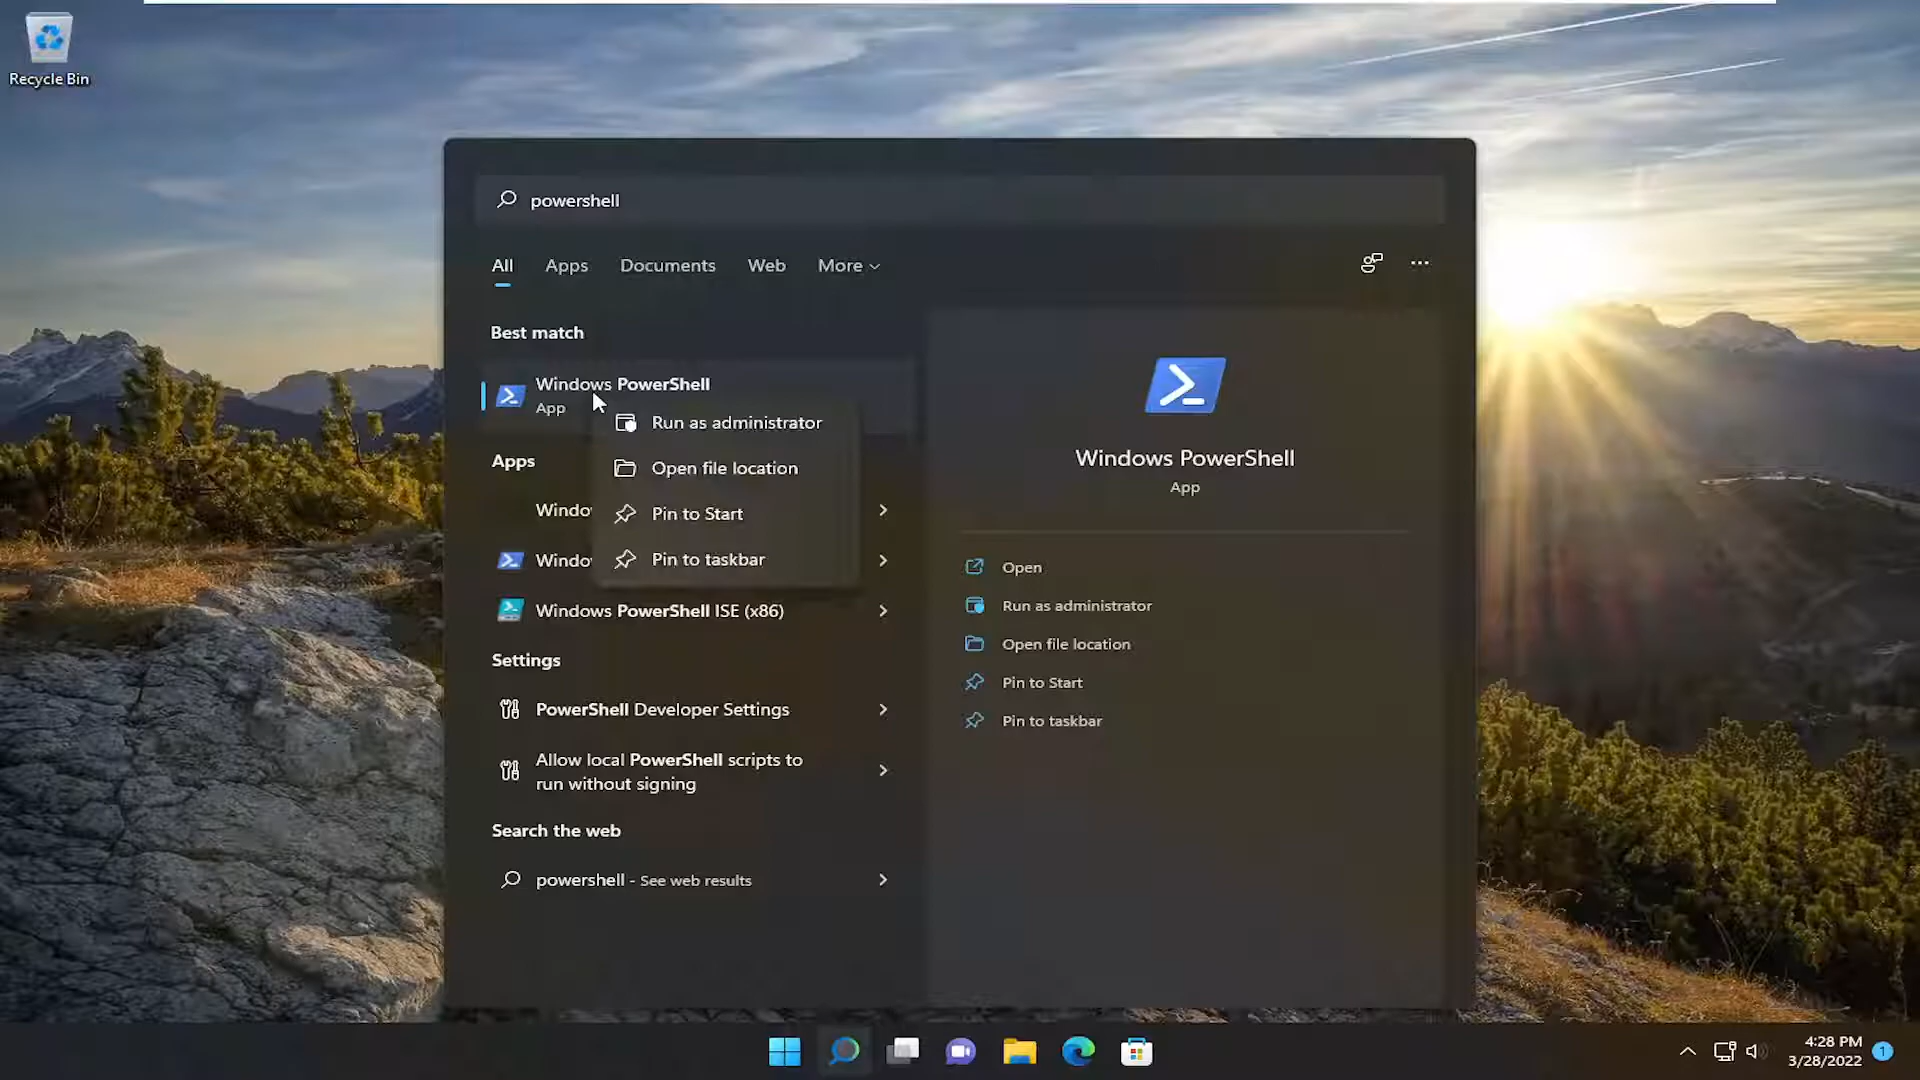 Recycle Bin
powershell
All Apps Documents Web More
Best match
Windows PowerShell
App
Run as administrator
Open file location
Pin to Start
Pin to taskbar
Apps
Windo
Windo
Windows PowerShell ISE (x86)
Settings
PowerShell Developer Settings
Allow local PowerShell scripts to
run without signing
Search the web
powershell - See web results
Windows PowerShell
App
Open
Run as administrator
Open file location
Pin to Start
Pin to taskbar
4:28 PM
3/28/2022
1